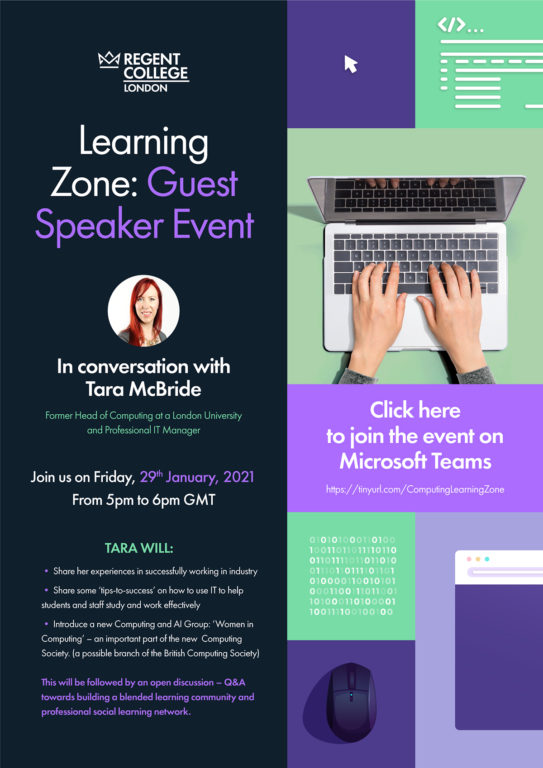 REGENT
COLLEGE
LONDON
Learning
Zone: Guest
Speaker Event
In conversation with
Tara McBride
Former Head of Computing at a London University
and Professional IT Manager
Join us on Friday, 29th January, 2021
From 5pm to 6pm GMT
TARA WILL:
• Share her experiences in successfully working in industry
• Share some ‘tips-to-success’ on how to use IT to help
students and staff study and work effectively
• Introduce a new Computing and AI Group: ‘Women in
Computing’ – an important part of the new Computing
Society. (a possible branch of the British Computing Society)
This will be followed by an open discussion – Q&A
towards building a blended learning community and
professional social learning network.
</>...
Click here
to join the event on
Microsoft Teams
https://tinyurl.com/ComputingLearningZone